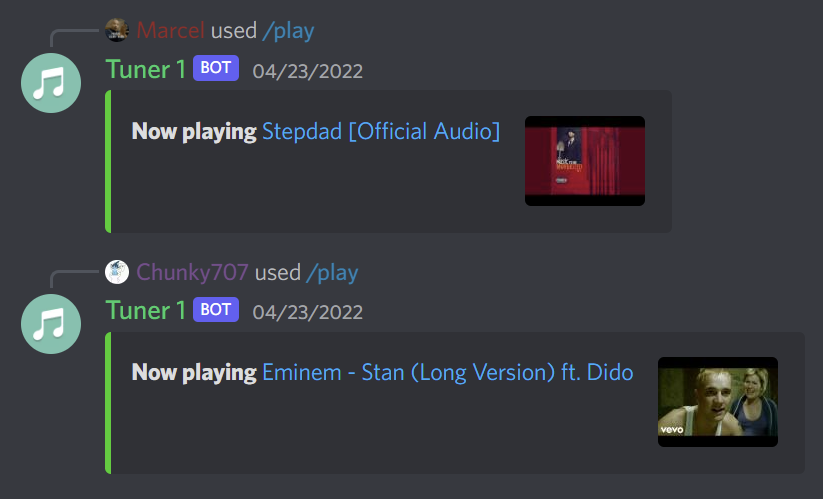 Marcel used /play
Tuner 1 BOT 04/23/2022
Now playing Stepdad [Official Audio]
Chunky707 used /play
Tuner 1 BOT 04/23/2022
Now playing Eminem - Stan (Long Version) ft. Dido
vevo